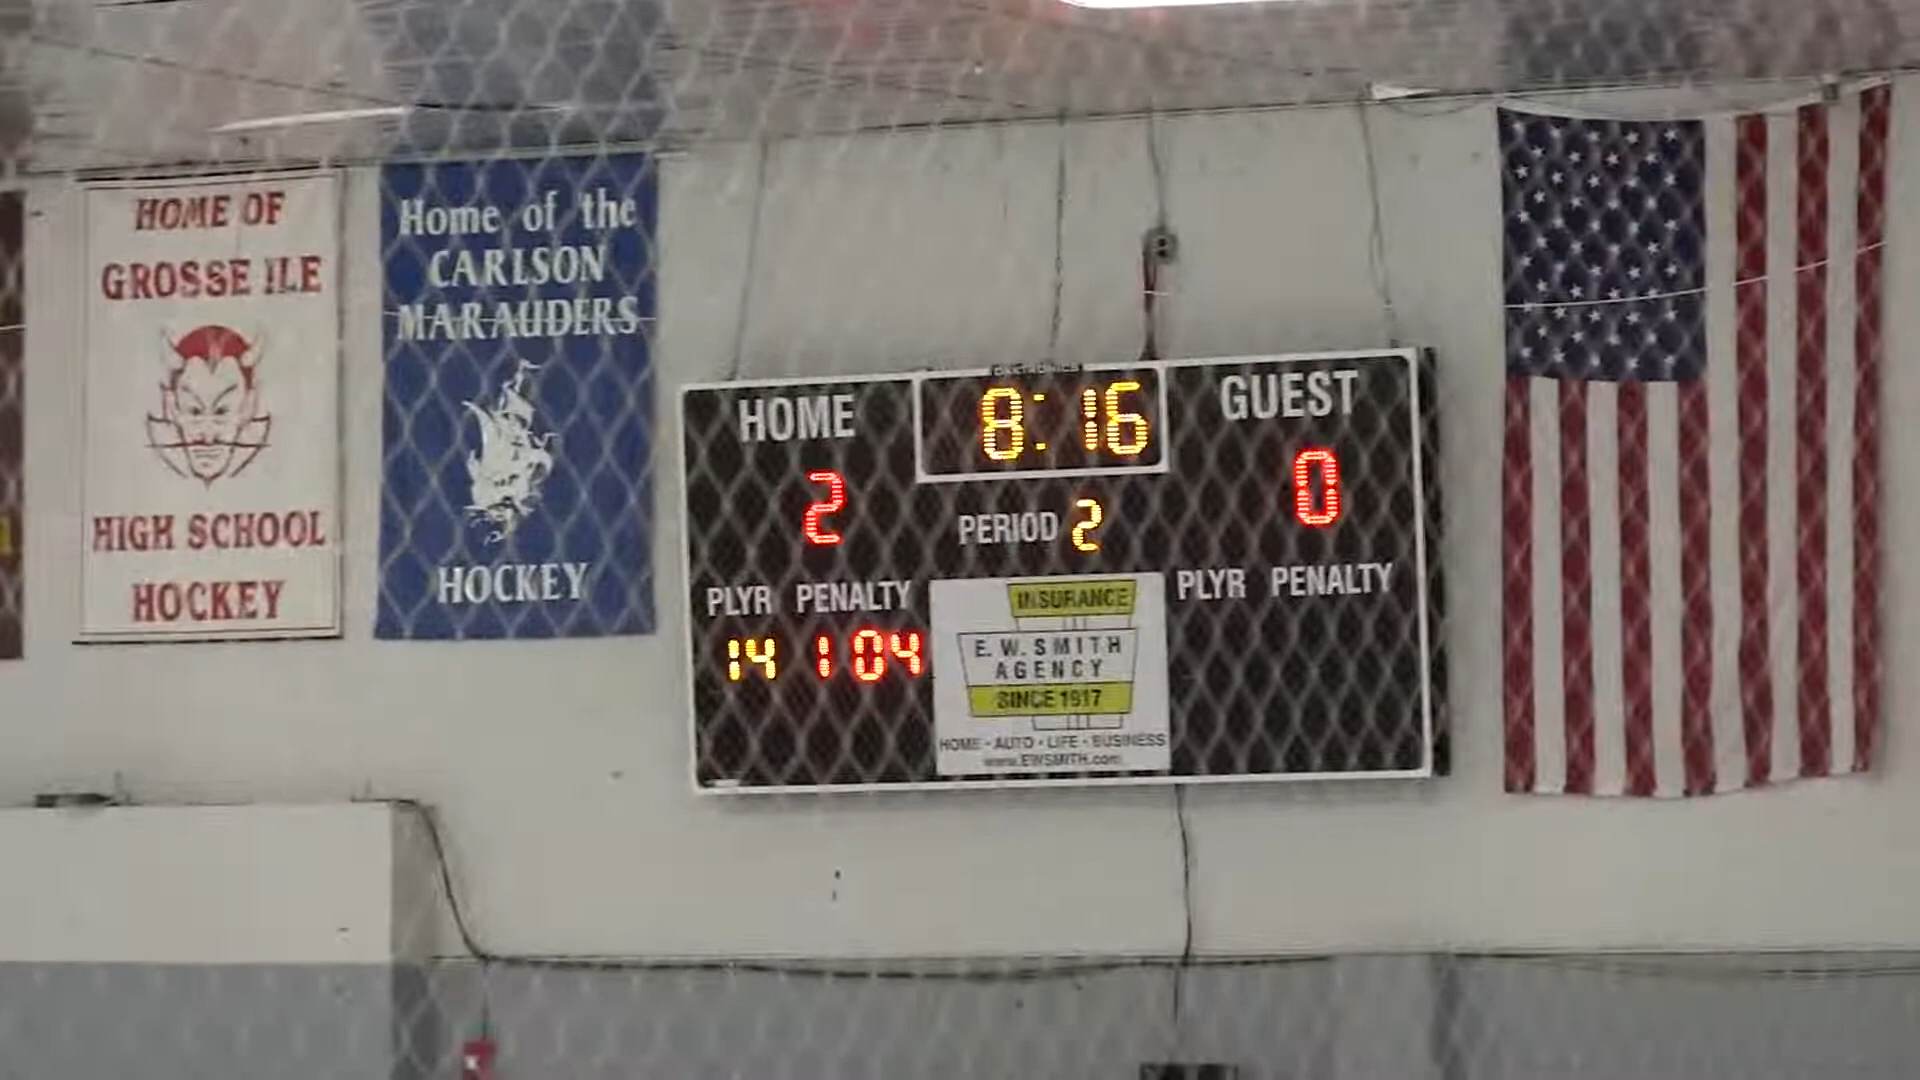 HOME OF
GROSSE ILE
HIGH SCHOOL
HOCKEY
Home of the
CARLSON
MARAUDERS
HOCKEY
DAKTRONICS
HOME
8:16
GUEST
2
PERIOD 2
0
PLYR PENALTY
14 1 04
PLYR PENALTY
INSURANCE
E. W. SMITH
AGENCY
SINCE 1917
HOME • AUTO • LIFE • BUSINESS
www.EWSMITH.com